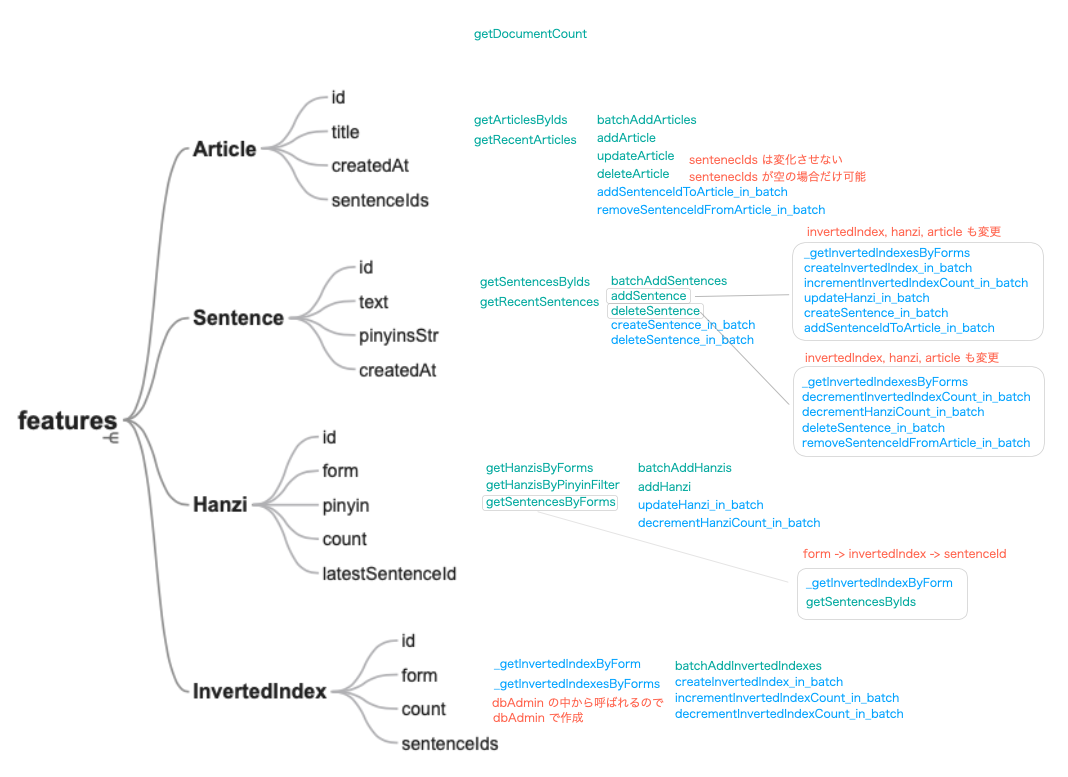 getDocumentCount
features
Article
id
title
createdAt
sentenceIds
getArticlesByIds
getRecentArticles
batchAddArticles
addArticle
updateArticle
deleteArticle
sentenecIds は変化させない
sentenecIds が空の場合だけ可能
addSentenceIdToArticle_in_batch
removeSentenceIdFromArticle_in_batch
Sentence
id
text
pinyinsStr
createdAt
getSentencesByIds
getRecentSentences
batchAddSentences
addSentence
deleteSentence
createSentence_in_batch
deleteSentence_in_batch
invertedIndex, hanzi, article も変更
_getInvertedIndexesByForms
createInvertedIndex_in_batch
incrementInvertedIndexCount_in_batch
updateHanzi_in_batch
createSentence_in_batch
addSentenceIdToArticle_in_batch
invertedIndex, hanzi, article も変更
_getInvertedIndexesByForms
decrementInvertedIndexCount_in_batch
decrementHanziCount_in_batch
deleteSentence_in_batch
removeSentenceIdFromArticle_in_batch
Hanzi
id
form
pinyin
count
latestSentenceId
getHanzisByForms
getHanzisByPinyinFilter
getSentencesByForms
batchAddHanzis
addHanzi
updateHanzi_in_batch
decrementHanziCount_in_batch
form -> invertedIndex -> sentenceId
_getInvertedIndexByForm
getSentencesByIds
InvertedIndex
id
form
count
sentenceIds
_getInvertedIndexByForm
_getInvertedIndexesByForms
dbAdmin の中から呼ばれるので
dbAdmin で作成
batchAddInvertedIndexes
createInvertedIndex_in_batch
incrementInvertedIndexCount_in_batch
decrementInvertedIndexCount_in_batch